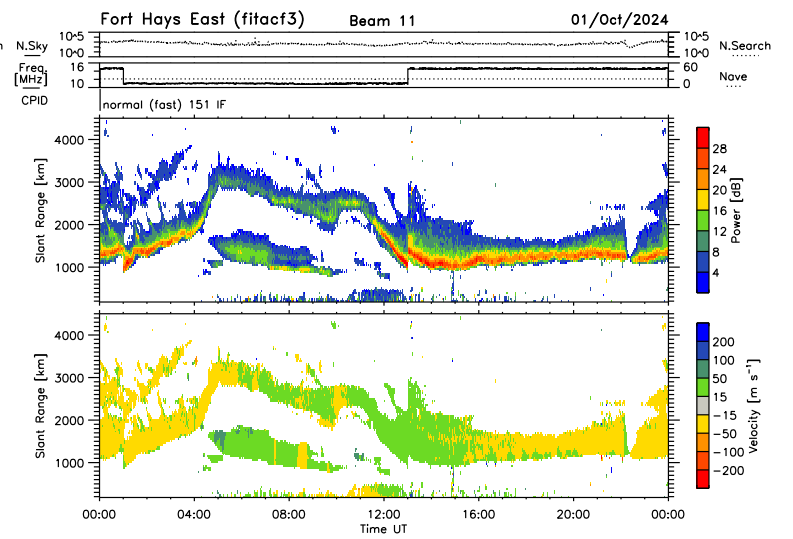 Fort Hays East (fitacf3) Beam 11 01/Oct/2024
N.Sky 10^5 10^5 N.Search
10^0 10^0
Freq. 16 60 Nave
[MHz] 10 0
CPID normal (fast) 151 IF
Slant Range [km]
4000
3000
2000
1000
28
24
20
16
12
8
4
Power [dB]
Slant Range [km]
4000
3000
2000
1000
200
100
50
15
-15
-50
-100
-200
Velocity [m s⁻¹]
00:00 04:00 08:00 12:00 16:00 20:00 00:00
Time UT